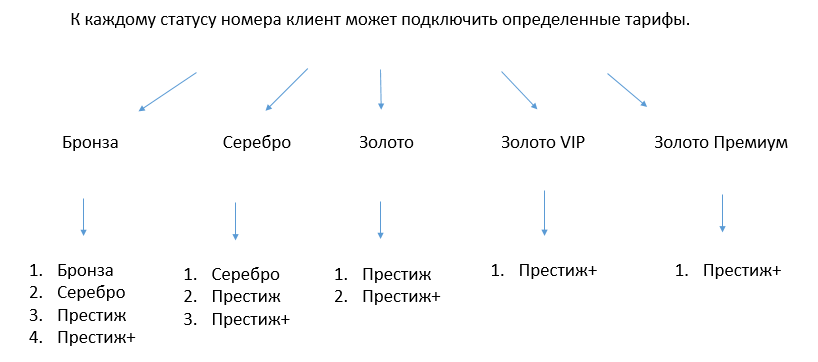 К каждому статусу номера клиент может подключить определенные тарифы.
Бронза
Серебро
Золото
Золото VIP
Золото Премиум
1. Бронза
2. Серебро
3. Престиж
4. Престиж+
1. Серебро
2. Престиж
3. Престиж+
1. Престиж
2. Престиж+
1. Престиж+
1. Престиж+